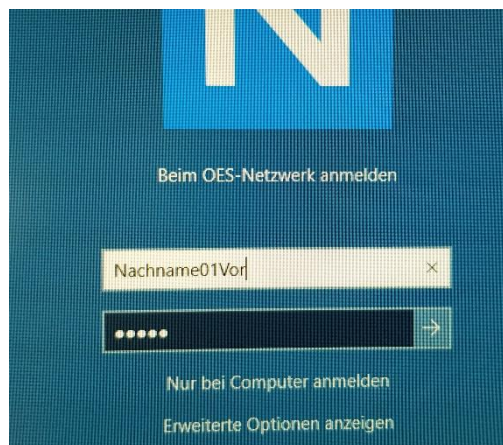 N
Beim OES-Netzwerk anmelden
Nachname01Vor
Nur bei Computer anmelden
Erweiterte Optionen anzeigen